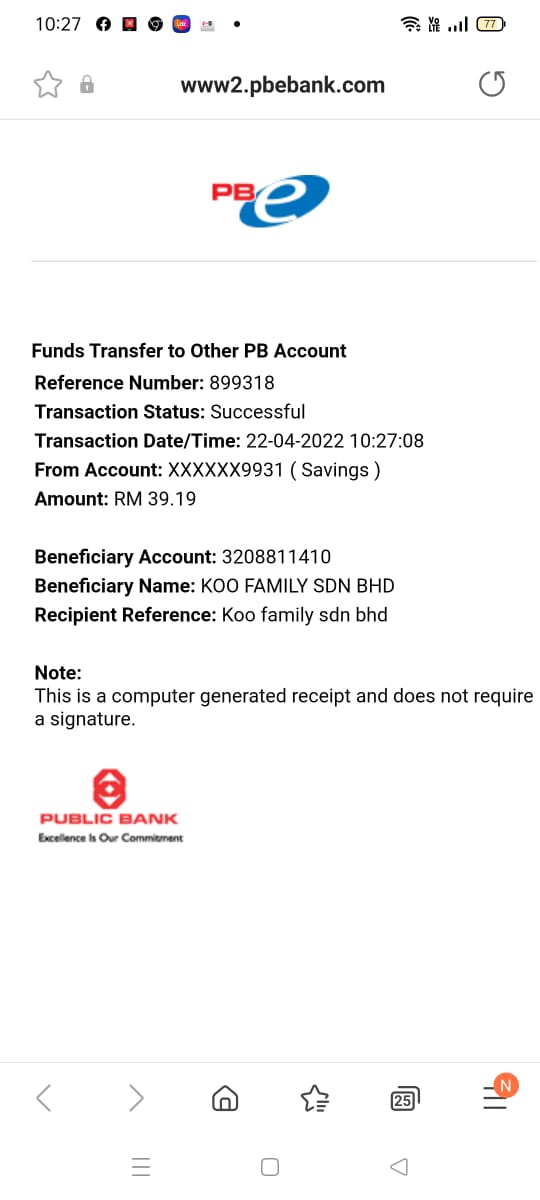 10:27
VO LTE 77
www2.pbebank.com
PBe
Funds Transfer to Other PB Account
Reference Number: 899318
Transaction Status: Successful
Transaction Date/Time: 22-04-2022 10:27:08
From Account: XXXXXX9931 ( Savings )
Amount: RM 39.19
Beneficiary Account: 3208811410
Beneficiary Name: KOO FAMILY SDN BHD
Recipient Reference: Koo family sdn bhd
Note:
This is a computer generated receipt and does not require
a signature.
PUBLIC BANK
Excellence Is Our Commitment
25
N